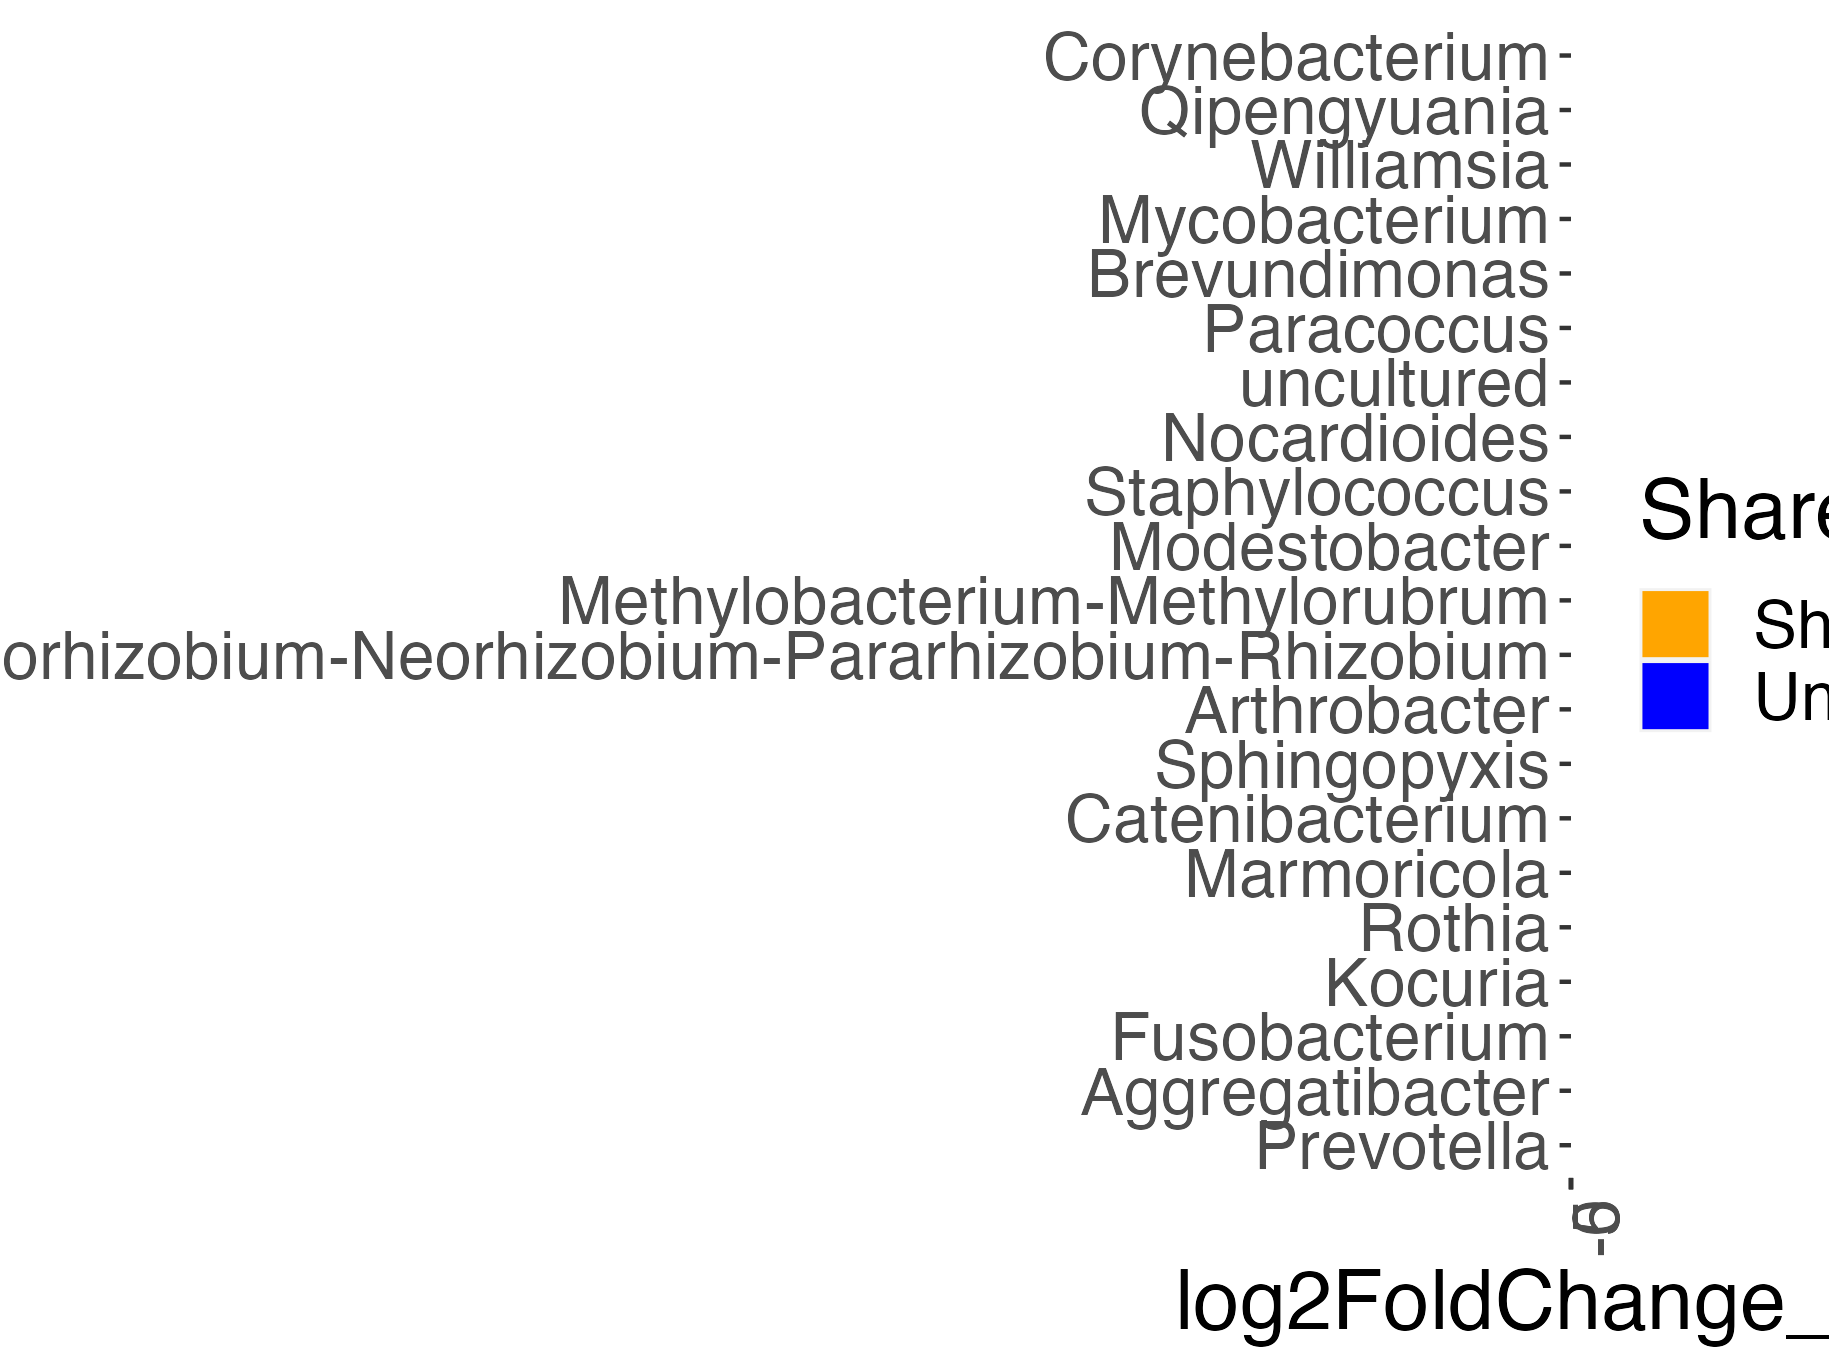 Corynebacterium
Qipengyuania
Williamsia
Mycobacterium
Brevundimonas
Paracoccus
uncultured
Nocardioides
Staphylococcus
Modestobacter
Methylobacterium-Methylorubrum
orhizobium-Neorhizobium-Pararhizobium-Rhizobium
Arthrobacter
Sphingopyxis
Catenibacterium
Marmoricola
Rothia
Kocuria
Fusobacterium
Aggregatibacter
Prevotella
log2FoldChange_
Share
Sh
Un